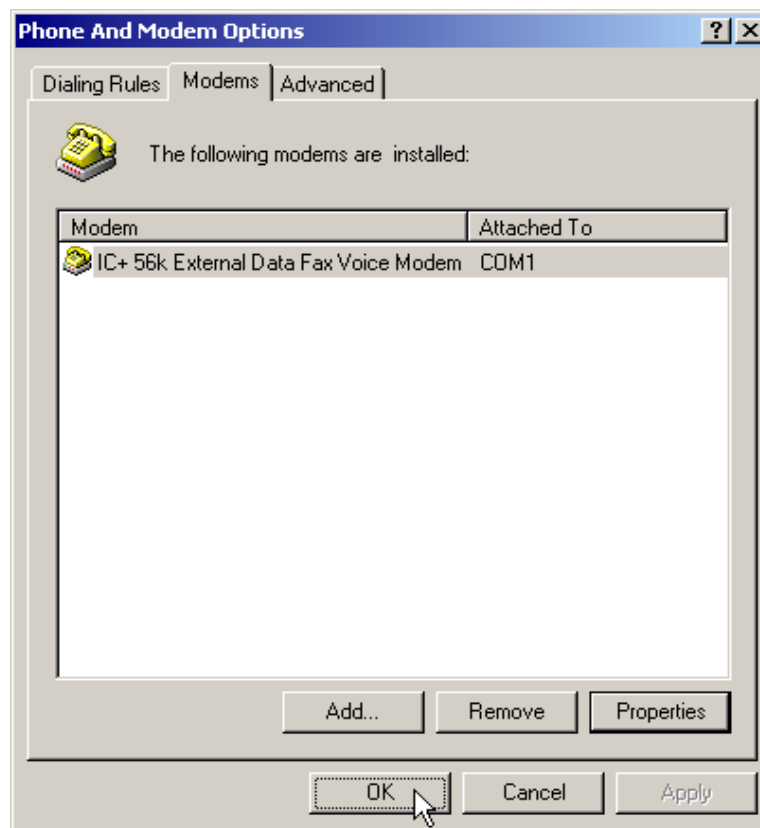 Phone And Modem Options
Dialing Rules Modems Advanced
The following modems are installed:
Modem Attached To
IC+ 56k External Data Fax Voice Modem COM1
Add... Remove Properties
OK Cancel Apply